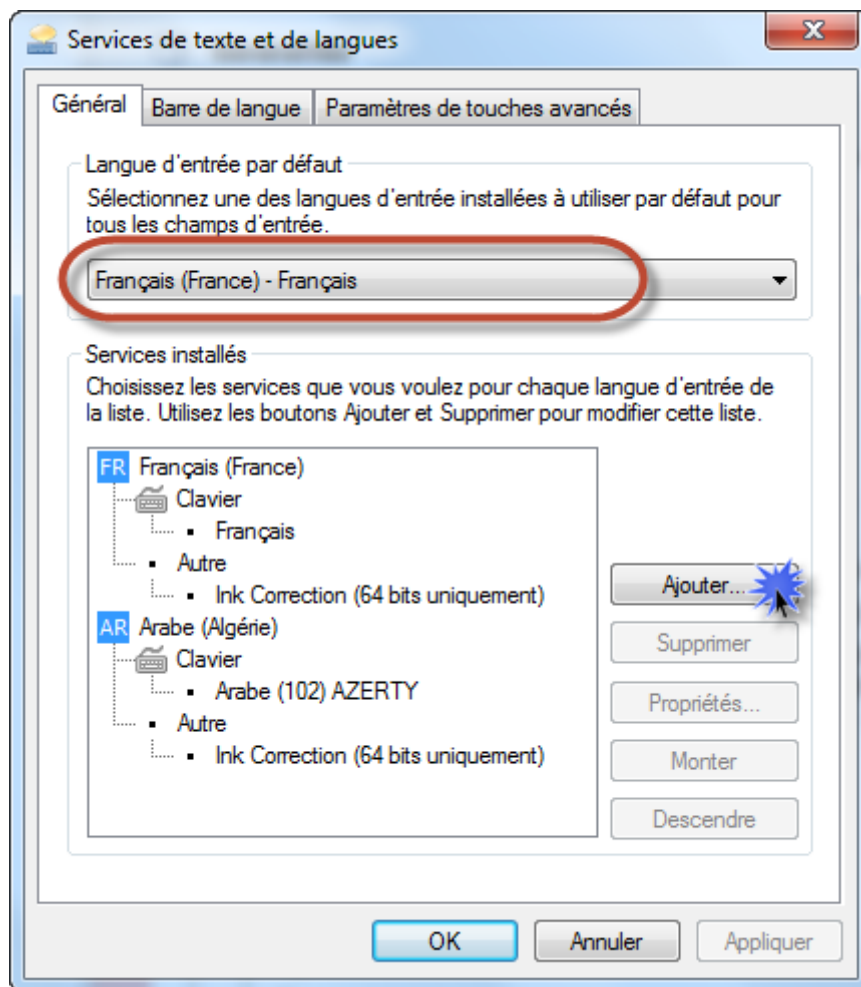 Services de texte et de langues
Général
Barre de langue
Paramètres de touches avancés
Langue d'entrée par défaut
Sélectionnez une des langues d'entrée installées à utiliser par défaut pour
tous les champs d'entrée.
Français (France) - Français
Services installés
Choisissez les services que vous voulez pour chaque langue d'entrée de
la liste. Utilisez les boutons Ajouter et Supprimer pour modifier cette liste.
FR Français (France)
Clavier
Français
Autre
Ink Correction (64 bits uniquement)
AR Arabe (Algérie)
Clavier
Arabe (102) AZERTY
Autre
Ink Correction (64 bits uniquement)
Ajouter...
Supprimer
Propriétés...
Monter
Descendre
OK
Annuler
Appliquer